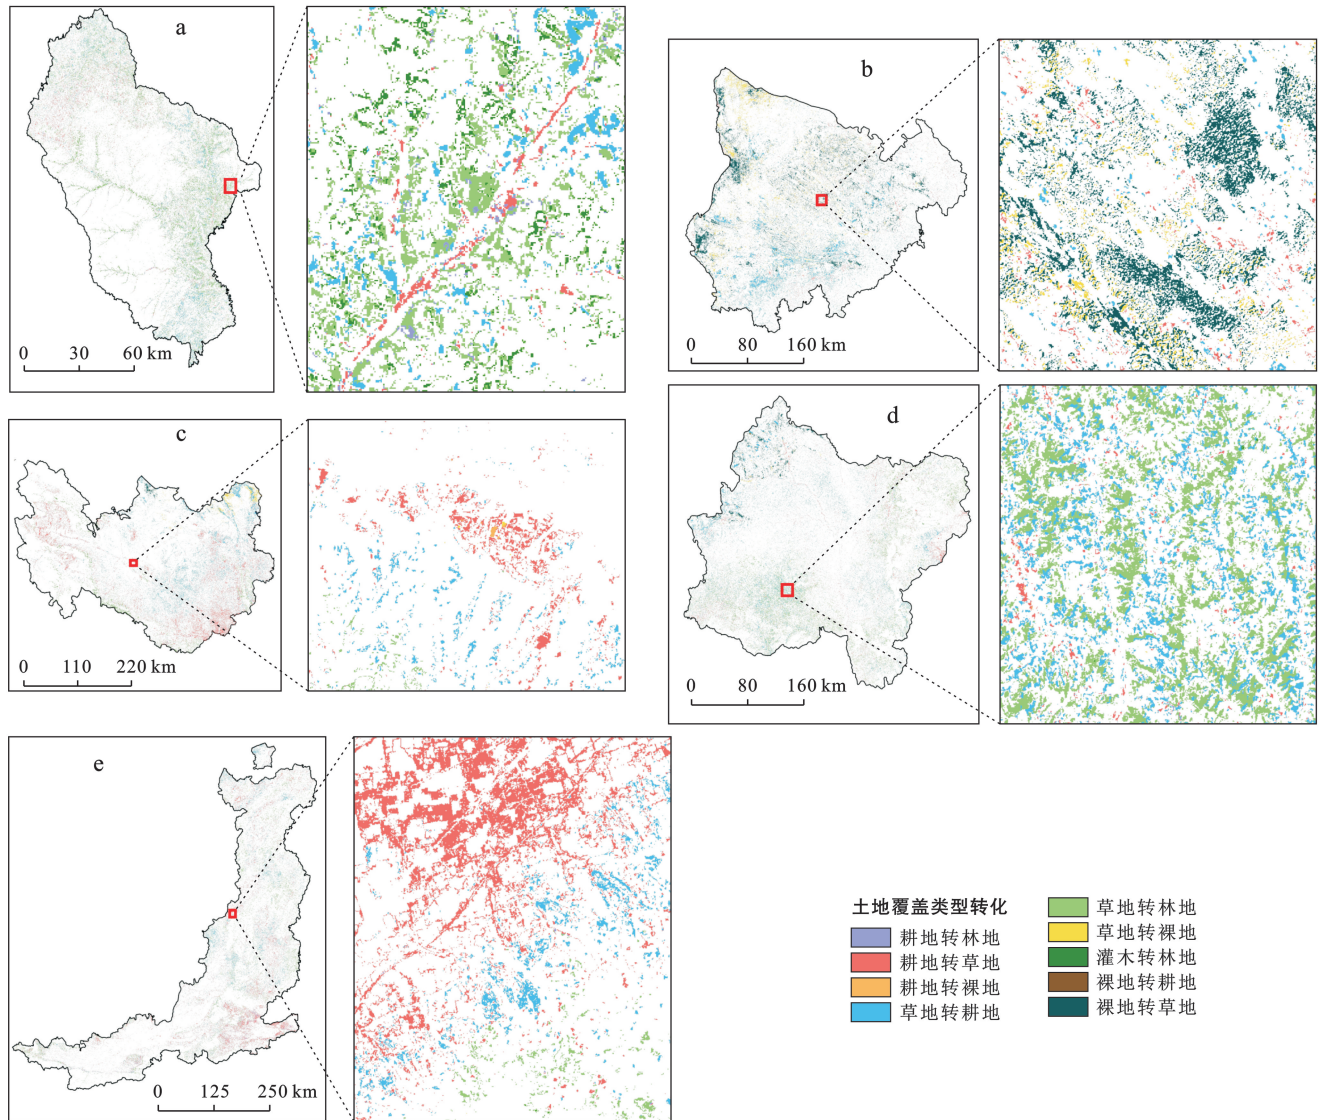 a
0 30 60 km
b
0 80 160 km
c
0 110 220 km
d
0 80 160 km
e
0 125 250 km
土地覆盖类型转化
耕地转林地
耕地转草地
耕地转裸地
草地转耕地
草地转林地
草地转裸地
灌木转林地
裸地转耕地
裸地转草地